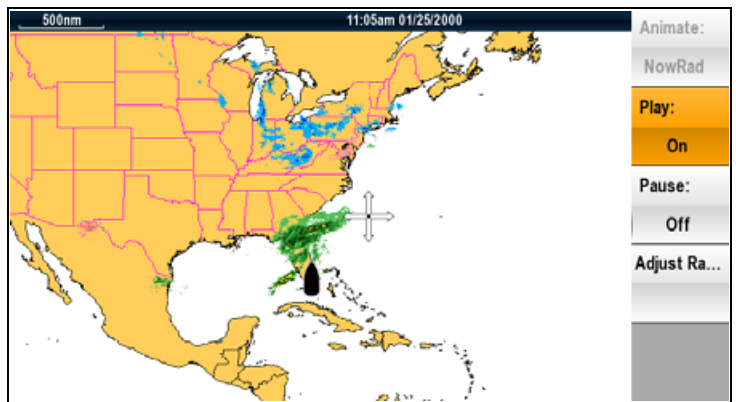 500nm
11:05am 01/25/2000
Animate:
NowRad
Play:
On
Pause:
Off
Adjust Ra...